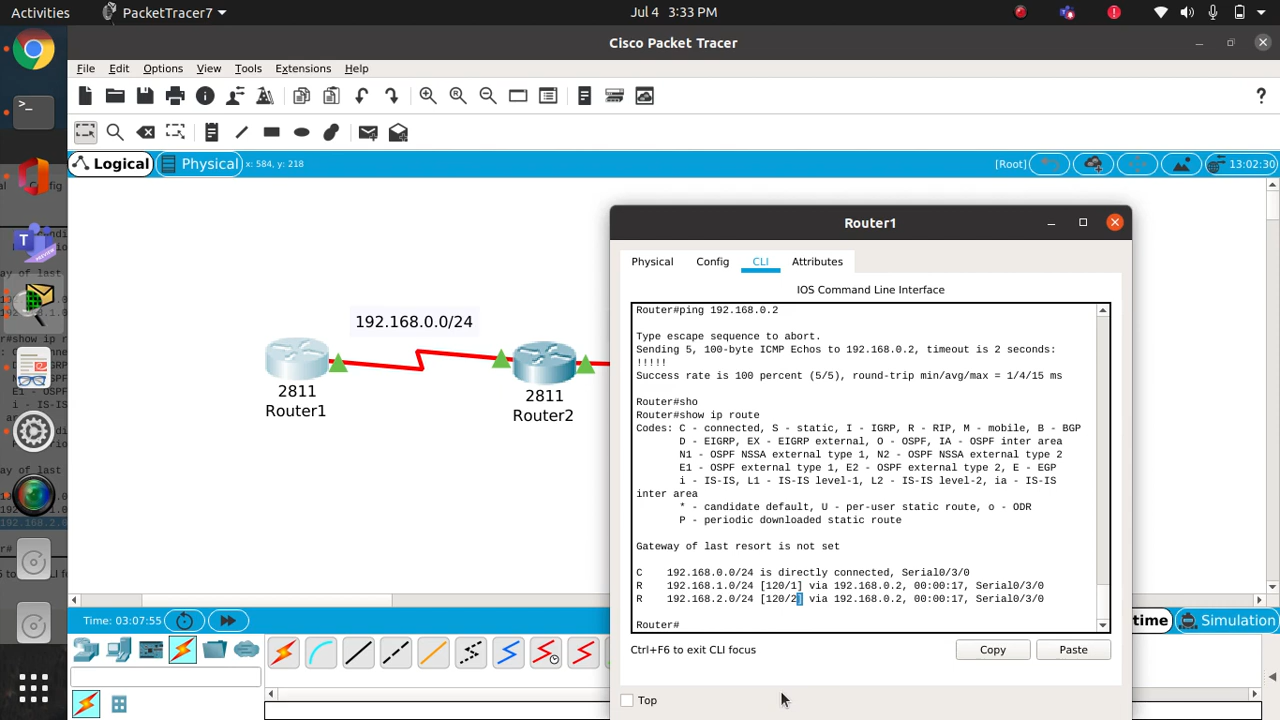 Activities PacketTracer7 Jul 4 3:33 PM
Cisco Packet Tracer
File Edit Options View Tools Extensions Help
Logical Physical x: 584, y: 218 [Root] 13:02:30
192.168.0.0/24
2811
Router1
2811
Router2
Router1
Physical Config CLI Attributes
IOS Command Line Interface
Router#ping 192.168.0.2
Type escape sequence to abort.
Sending 5, 100-byte ICMP Echos to 192.168.0.2, timeout is 2 seconds:
!!!!!
Success rate is 100 percent (5/5), round-trip min/avg/max = 1/4/15 ms
Router#sho
Router#show ip route
Codes: C - connected, S - static, I - IGRP, R - RIP, M - mobile, B - BGP
D - EIGRP, EX - EIGRP external, O - OSPF, IA - OSPF inter area
N1 - OSPF NSSA external type 1, N2 - OSPF NSSA external type 2
E1 - OSPF external type 1, E2 - OSPF external type 2, E - EGP
i - IS-IS, L1 - IS-IS level-1, L2 - IS-IS level-2, ia - IS-IS
inter area
* - candidate default, U - per-user static route, o - ODR
P - periodic downloaded static route
Gateway of last resort is not set
C 192.168.0.0/24 is directly connected, Serial0/3/0
R 192.168.1.0/24 [120/1] via 192.168.0.2, 00:00:17, Serial0/3/0
R 192.168.2.0/24 [120/2] via 192.168.0.2, 00:00:17, Serial0/3/0
Router#
Ctrl+F6 to exit CLI focus Copy Paste
Top
Time: 03:07:55 time Simulation